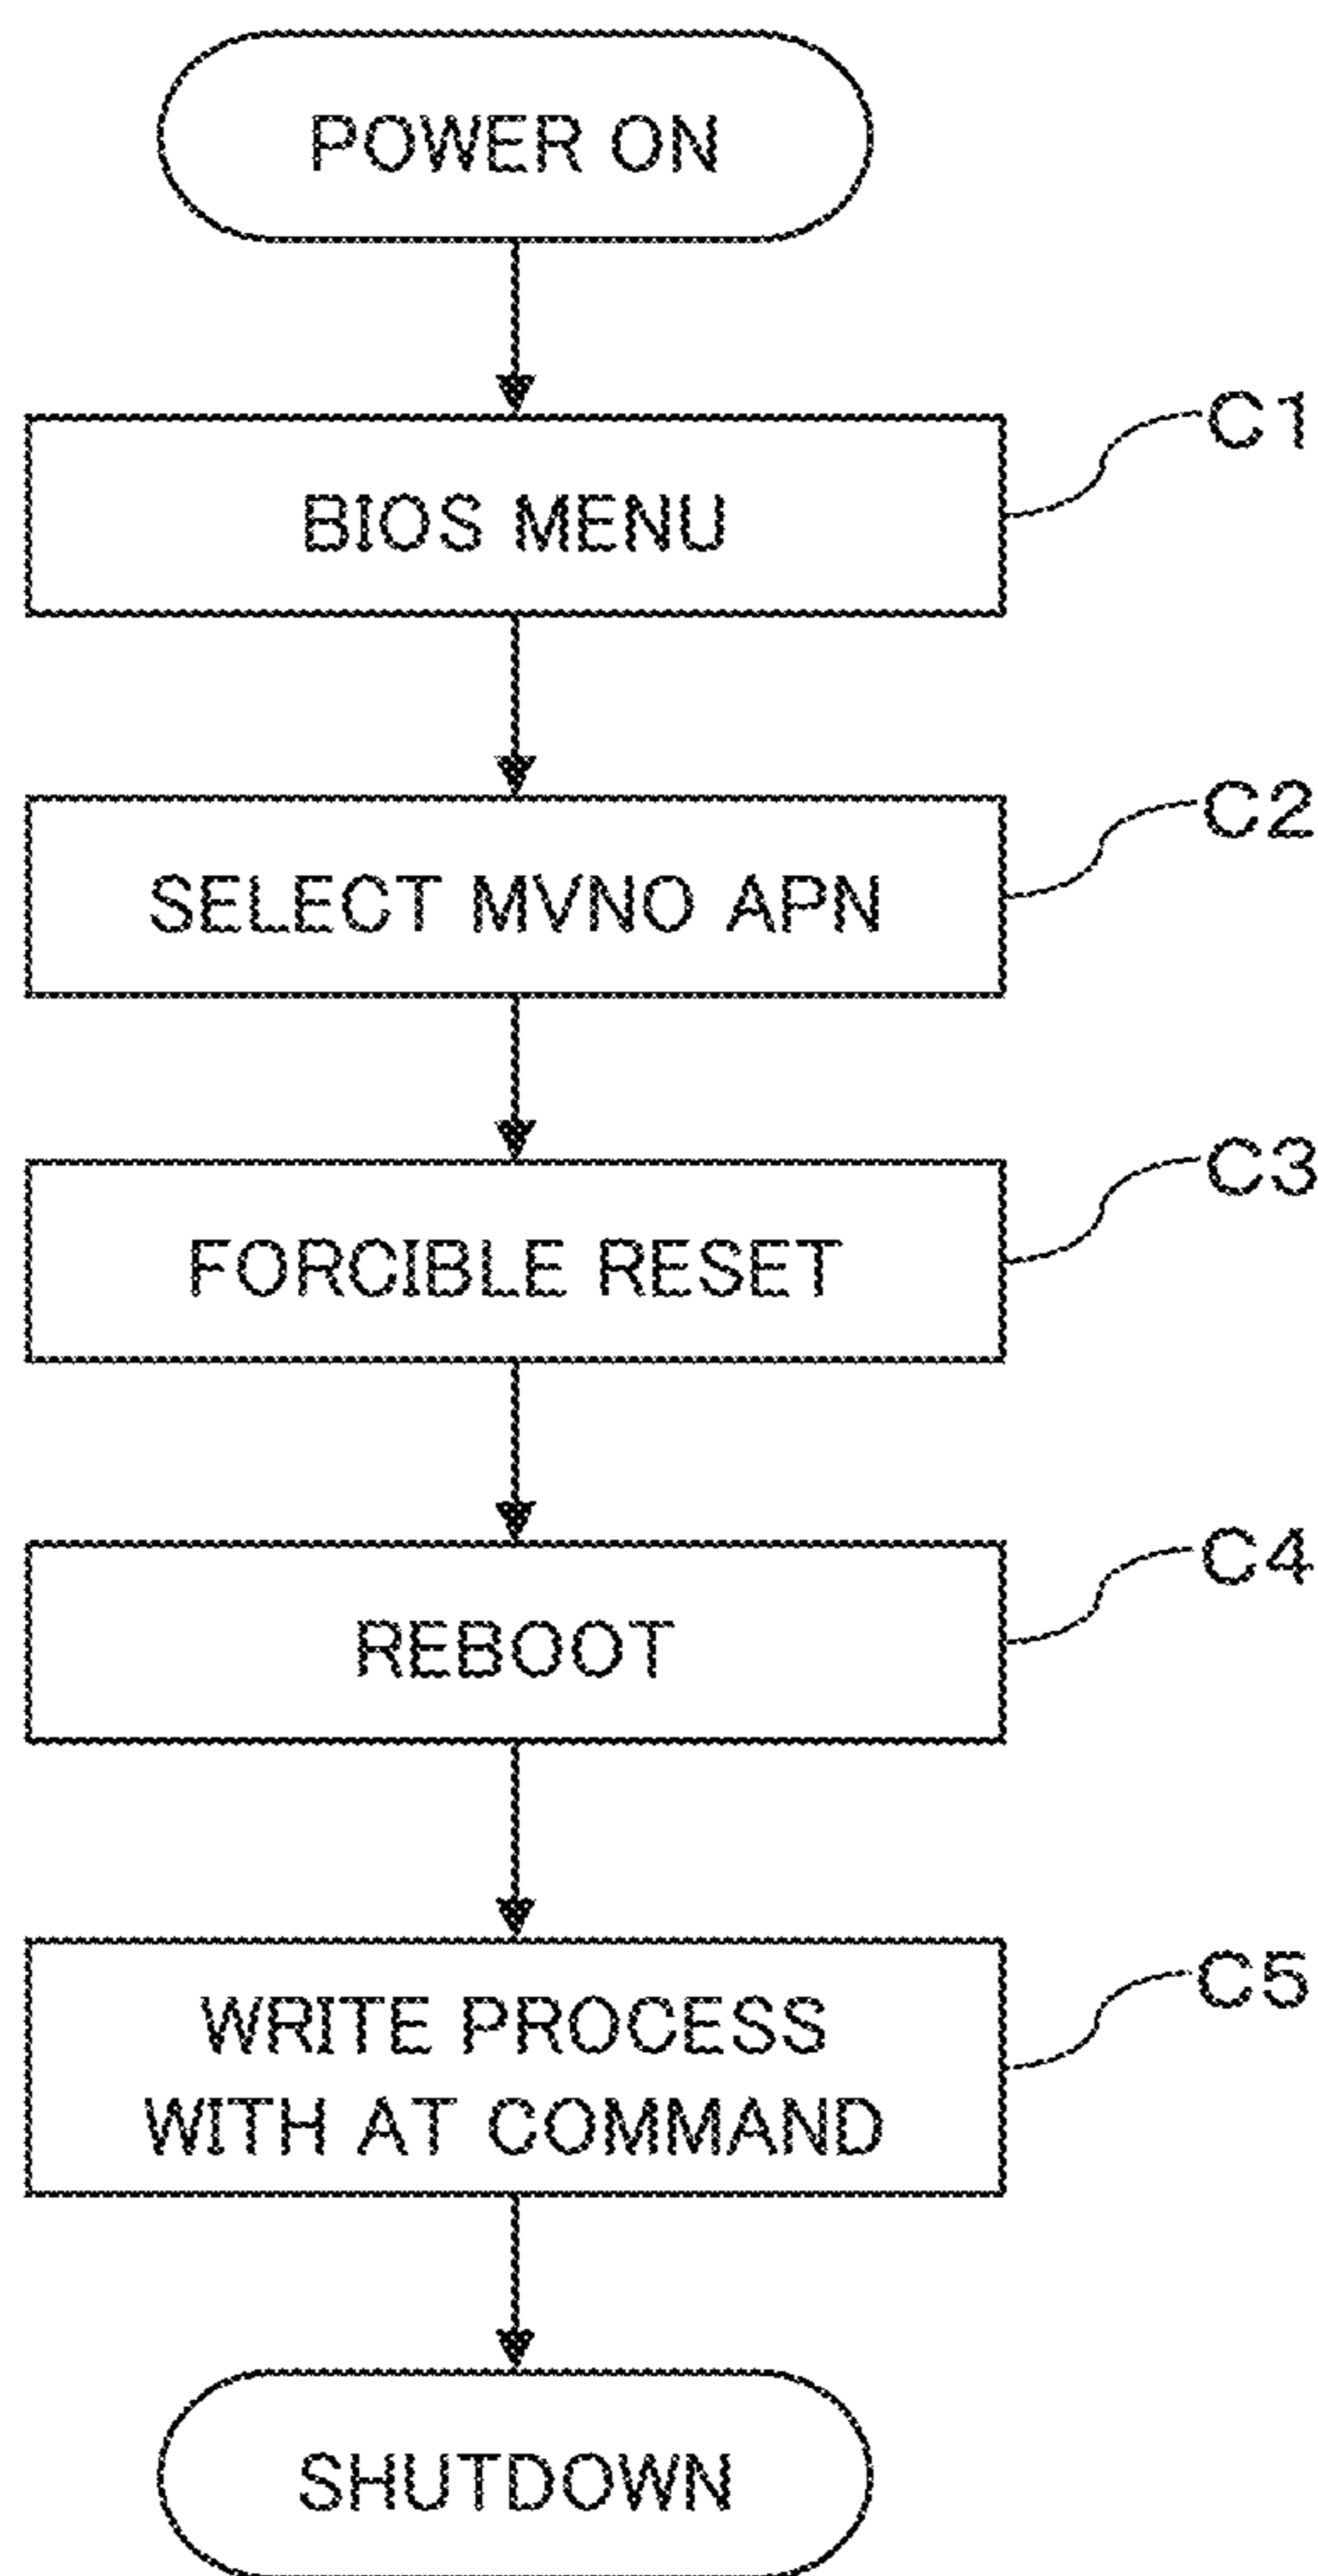 POWER ON
C1
BIOS MENU
C2
SELECT MVNO APN
C3
FORCIBLE RESET
C4
REBOOT
C5
WRITE PROCESS
WITH AT COMMAND
SHUTDOWN